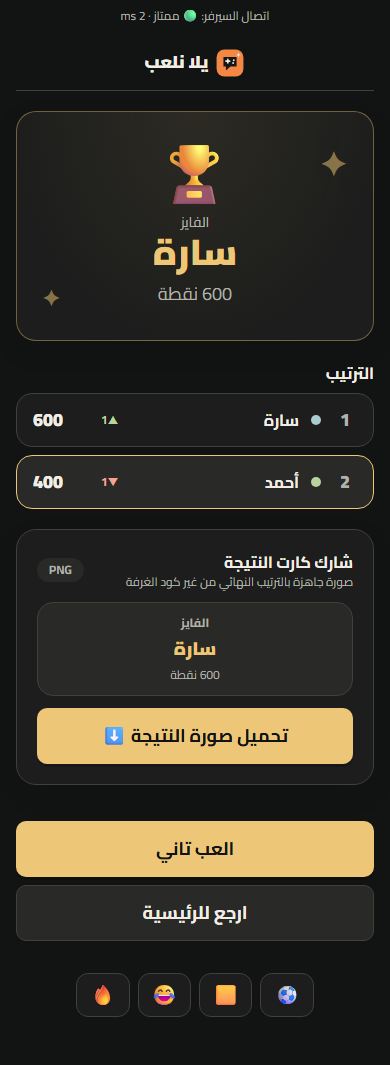 اتصال السيرفر: ممتاز · 2 ms
يلا نلعب
الفايز
سارة
600 نقطة
الترتيب
1 سارة ▲1 600
2 أحمد ▼1 400
شارك كارت النتيجة
صورة جاهزة بالترتيب النهائي من غير كود الغرفة
PNG
الفايز
سارة
600 نقطة
تحميل صورة النتيجة ⬇️
العب تاني
ارجع للرئيسية